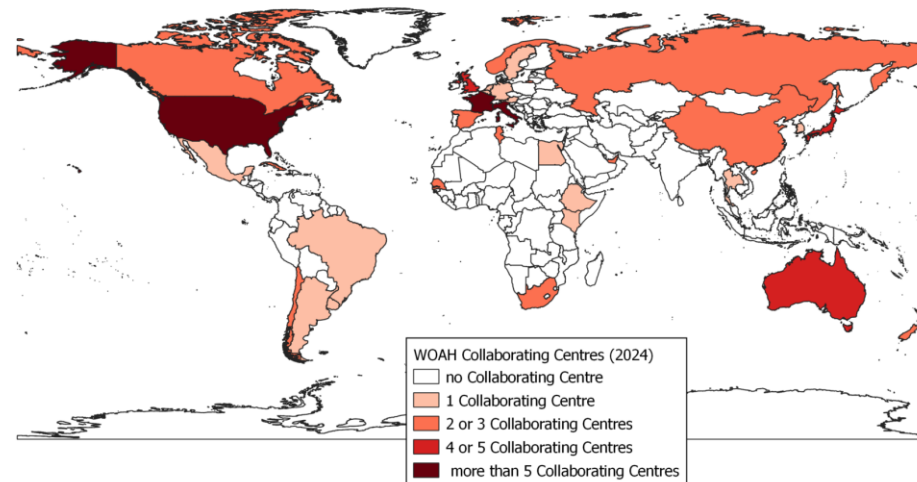 WOAH Collaborating Centres (2024)
no Collaborating Centre
1 Collaborating Centre
2 or 3 Collaborating Centres
4 or 5 Collaborating Centres
more than 5 Collaborating Centres